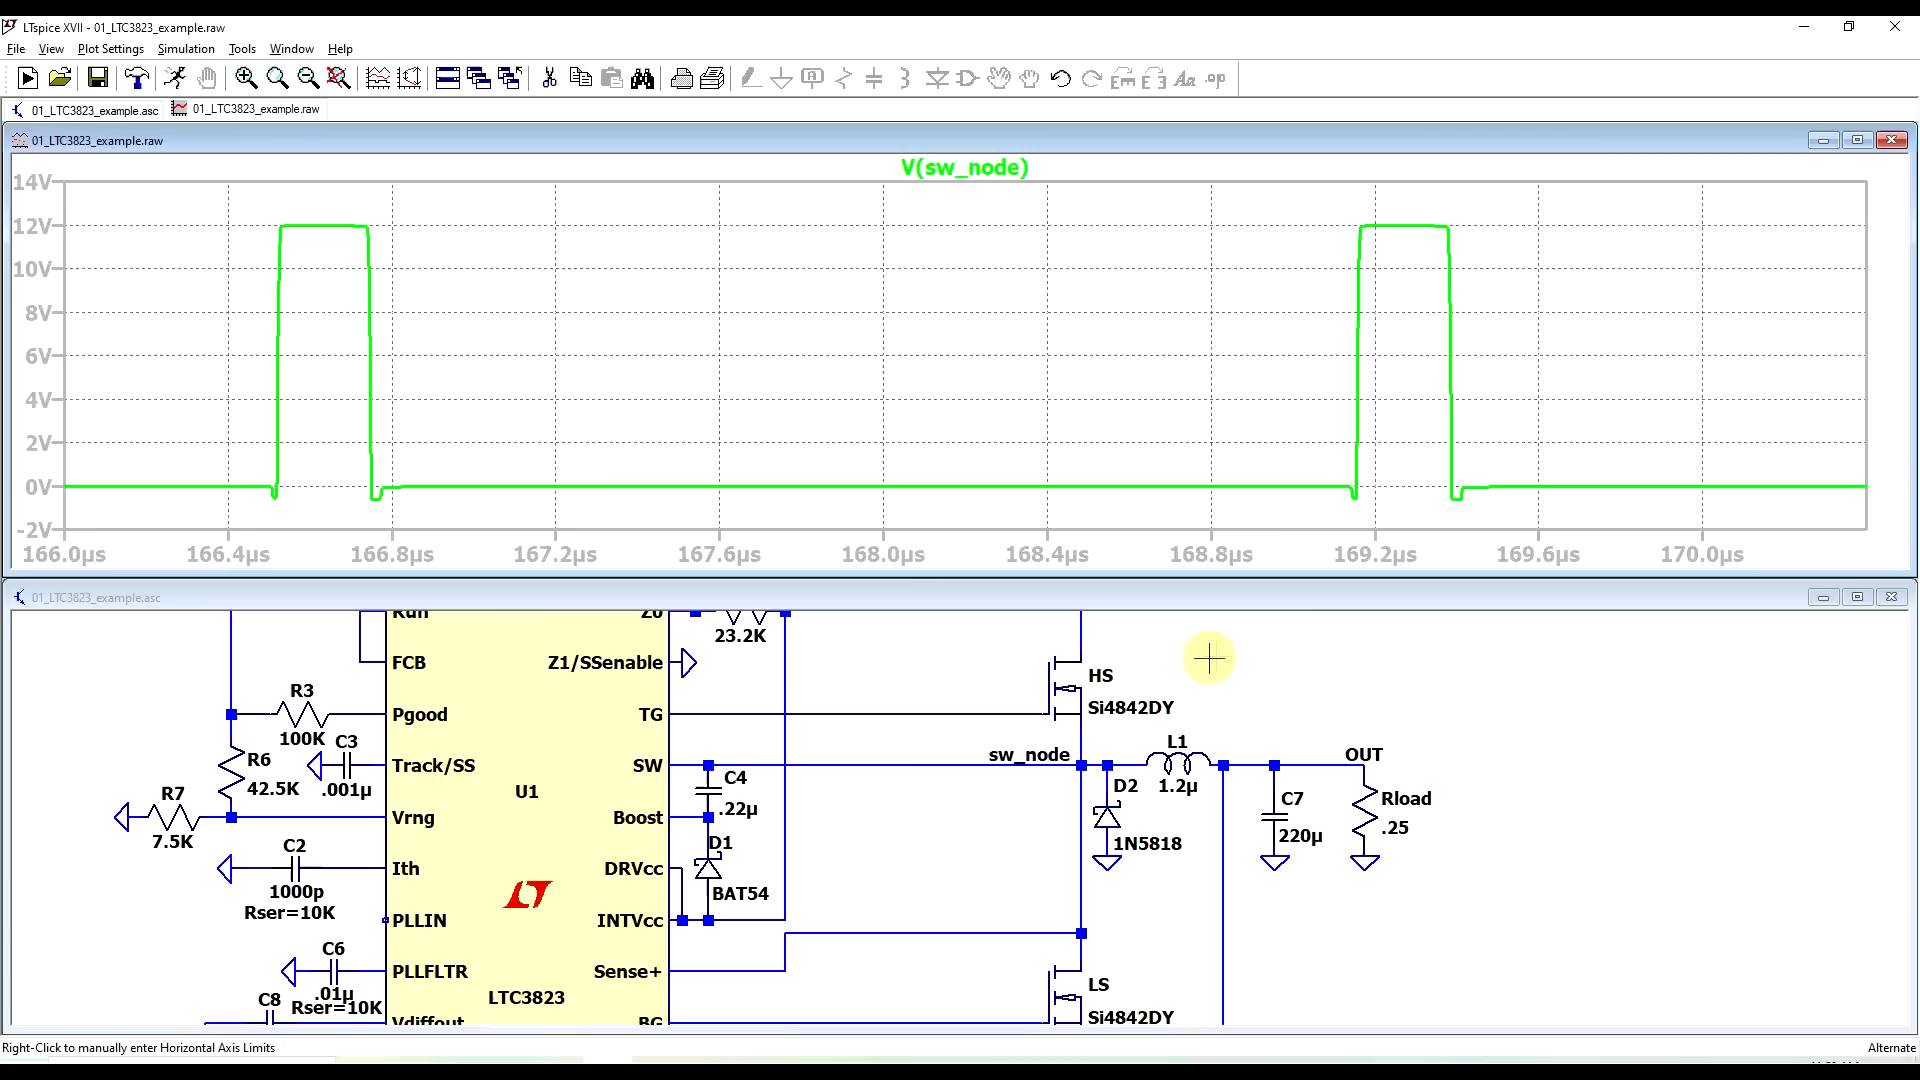 LTspice XVII - 01_LTC3823_example.raw
File View Plot Settings Simulation Tools Window Help
01_LTC3823_example.asc 01_LTC3823_example.raw
01_LTC3823_example.raw
V(sw_node)
14V
12V
10V
8V
6V
4V
2V
0V
-2V
166.0µs 166.4µs 166.8µs 167.2µs 167.6µs 168.0µs 168.4µs 168.8µs 169.2µs 169.6µs 170.0µs
01_LTC3823_example.asc
Run Z0
23.2K
FCB Z1/SSenable
HS
R3
Si4842DY
Pgood TG
100K C3
L1
sw_node OUT
R6 Track/SS SW
C4 D2 1.2µ
42.5K .001µ U1
R7 C7 Rload
.22µ
Vrng Boost
.25
7.5K 220µ
D1 1N5818
C2
Ith DRVcc
1000p BAT54
Rser=10K
PLLIN INTVcc
C6
PLLFLTR Sense+
LS
.01µ LTC3823
C8 Rser=10K
Si4842DY
Vdiffout BG
Right-Click to manually enter Horizontal Axis Limits Alternate